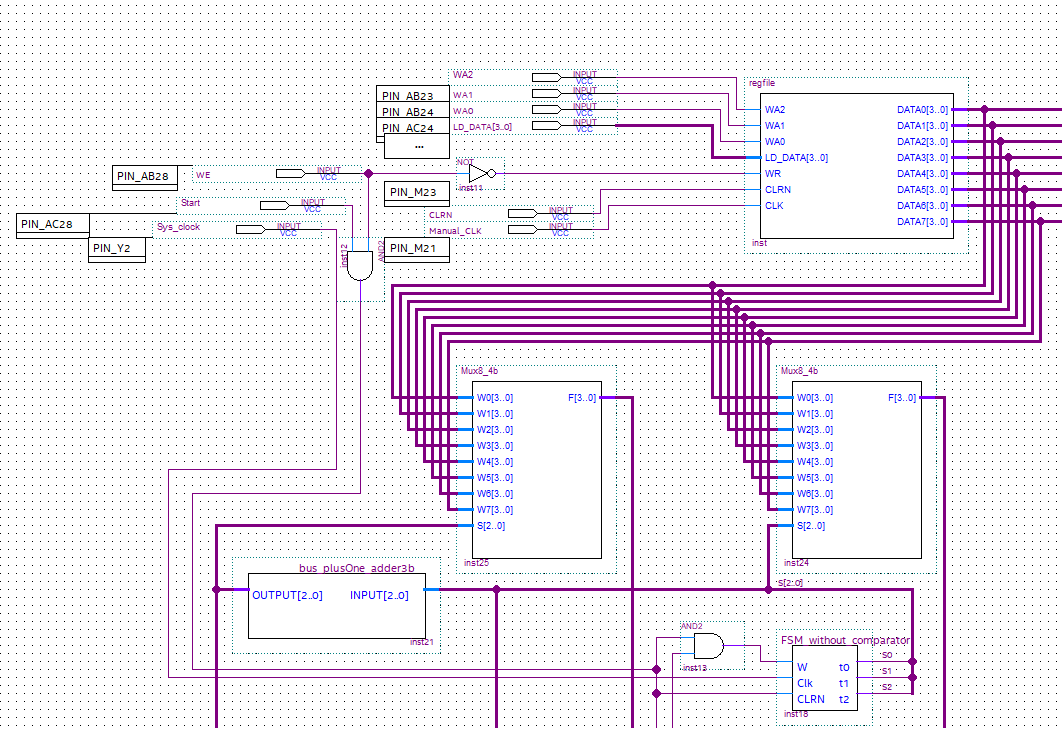 WA2
INPUT
VCC
regfile
PIN_AB23
WA1
INPUT
VCC
PIN_AB24
WA0
INPUT
VCC
PIN_AC24
LD_DATA[3..0]
INPUT
VCC
...
WA2
DATA0[3..0]
WA1
DATA1[3..0]
WA0
DATA2[3..0]
LD_DATA[3..0]
DATA3[3..0]
WR
DATA4[3..0]
CLRN
DATA5[3..0]
CLK
DATA6[3..0]
DATA7[3..0]
inst
PIN_AB28
WE
INPUT
VCC
NOT
inst11
PIN_M23
Start
INPUT
VCC
PIN_AC28
Sys_clock
INPUT
VCC
CLRN
INPUT
VCC
Manual_CLK
INPUT
VCC
PIN_Y2
inst12
AND2
PIN_M21
Mux8_4b
W0[3..0]
F[3..0]
W1[3..0]
W2[3..0]
W3[3..0]
W4[3..0]
W5[3..0]
W6[3..0]
W7[3..0]
S[2..0]
inst25
Mux8_4b
W0[3..0]
F[3..0]
W1[3..0]
W2[3..0]
W3[3..0]
W4[3..0]
W5[3..0]
W6[3..0]
W7[3..0]
S[2..0]
inst24
bus_plusOne_adder3b
OUTPUT[2..0]
INPUT[2..0]
inst21
S[2..0]
AND2
inst13
FSM_without_comparator
W
t0
S0
Clk
t1
S1
CLRN
t2
S2
inst18